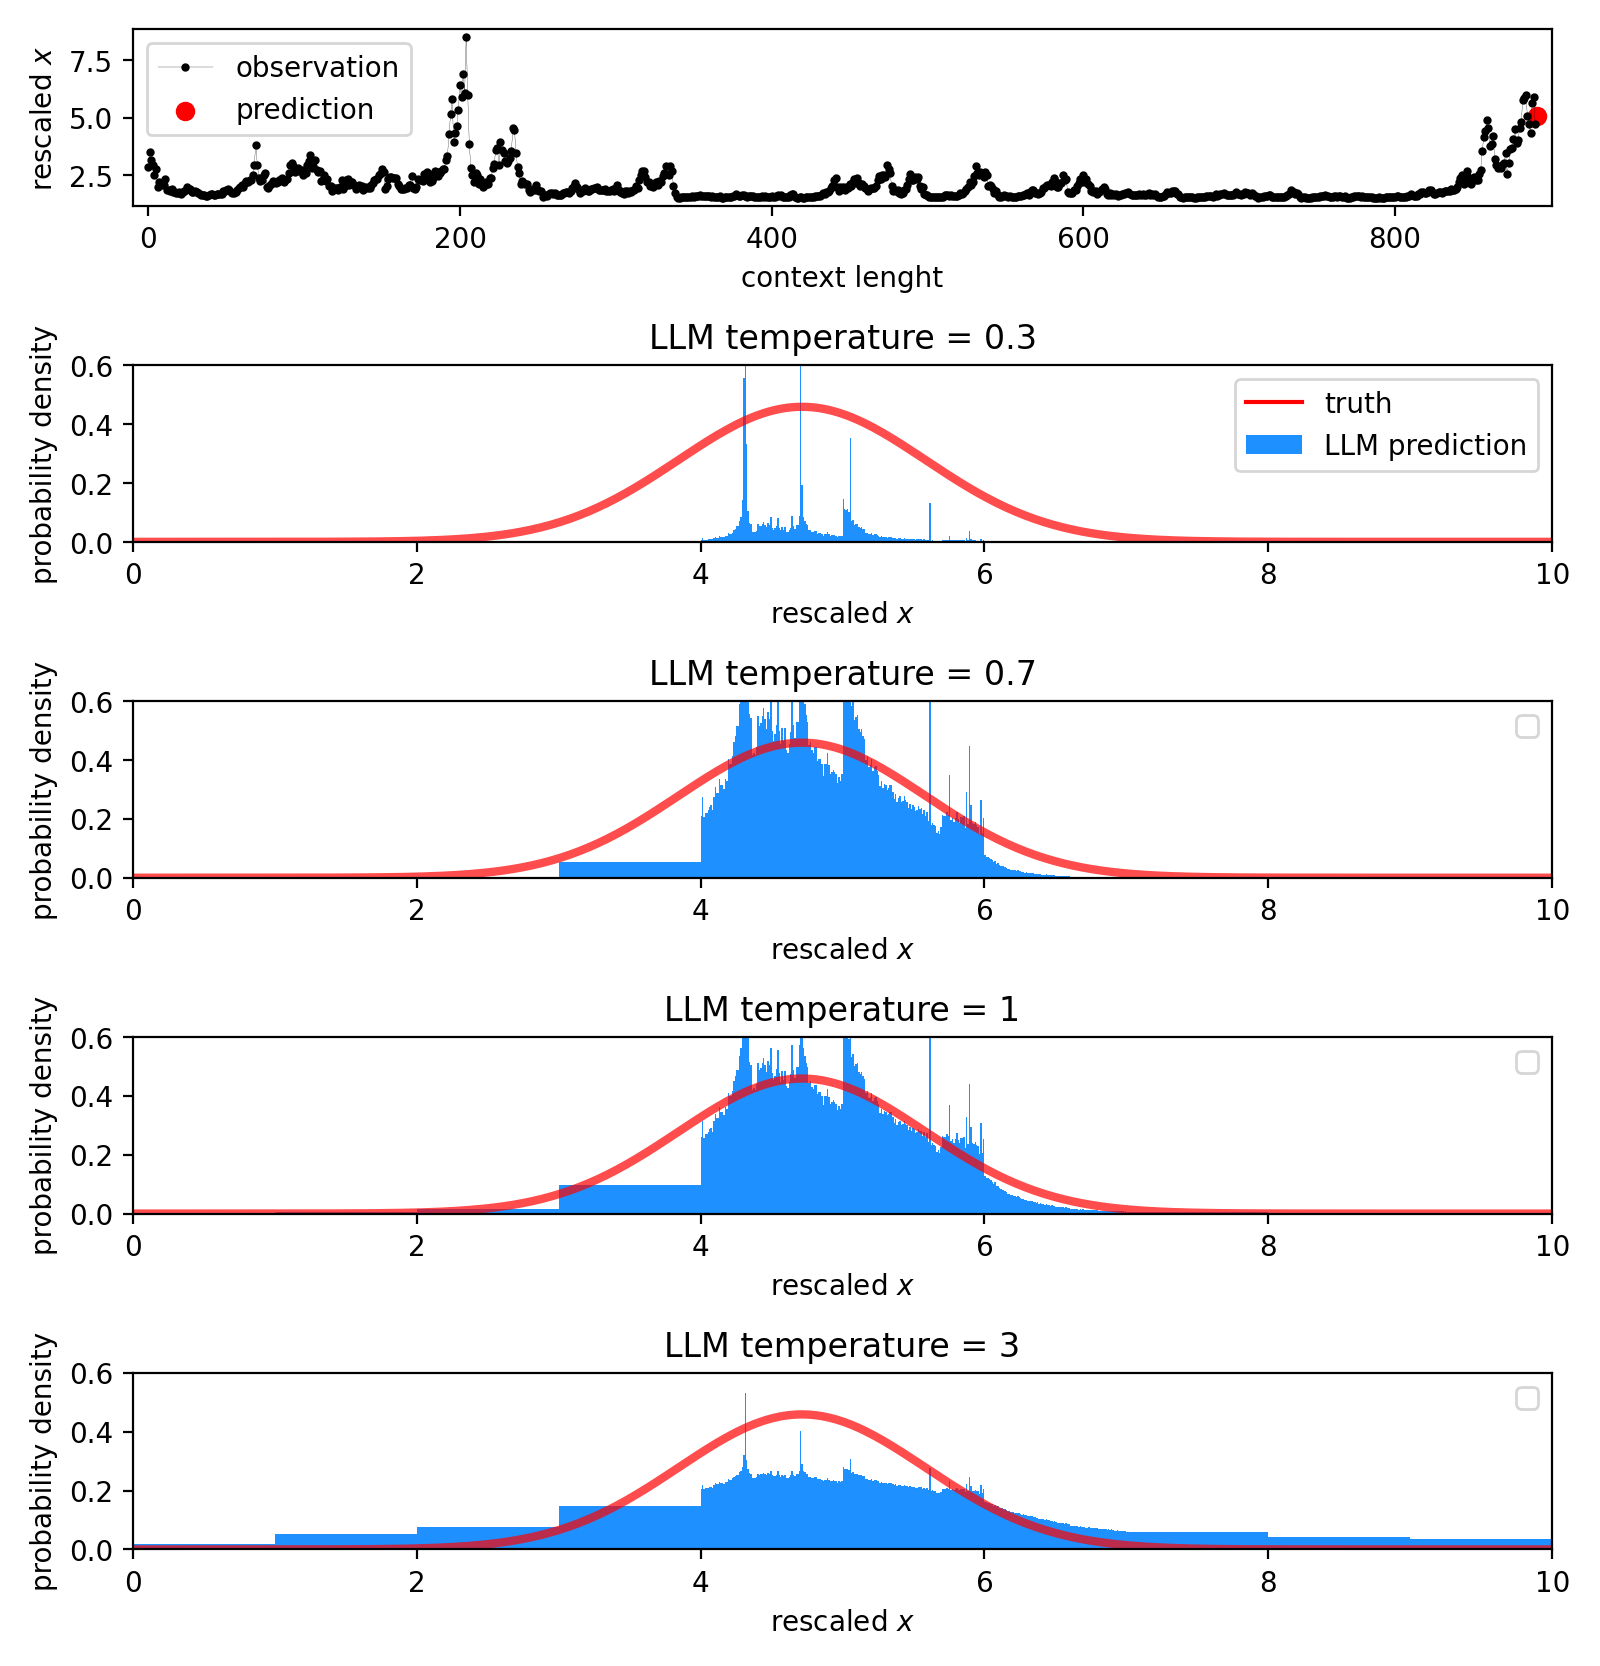 rescaled x
7.5
5.0
2.5
observation
prediction
0 200 400 600 800
context lenght
LLM temperature = 0.3
probability density
0.6
0.4
0.2
0.0
truth
LLM prediction
0 2 4 6 8 10
rescaled x
LLM temperature = 0.7
probability density
0.6
0.4
0.2
0.0
0 2 4 6 8 10
rescaled x
LLM temperature = 1
probability density
0.6
0.4
0.2
0.0
0 2 4 6 8 10
rescaled x
LLM temperature = 3
probability density
0.6
0.4
0.2
0.0
0 2 4 6 8 10
rescaled x